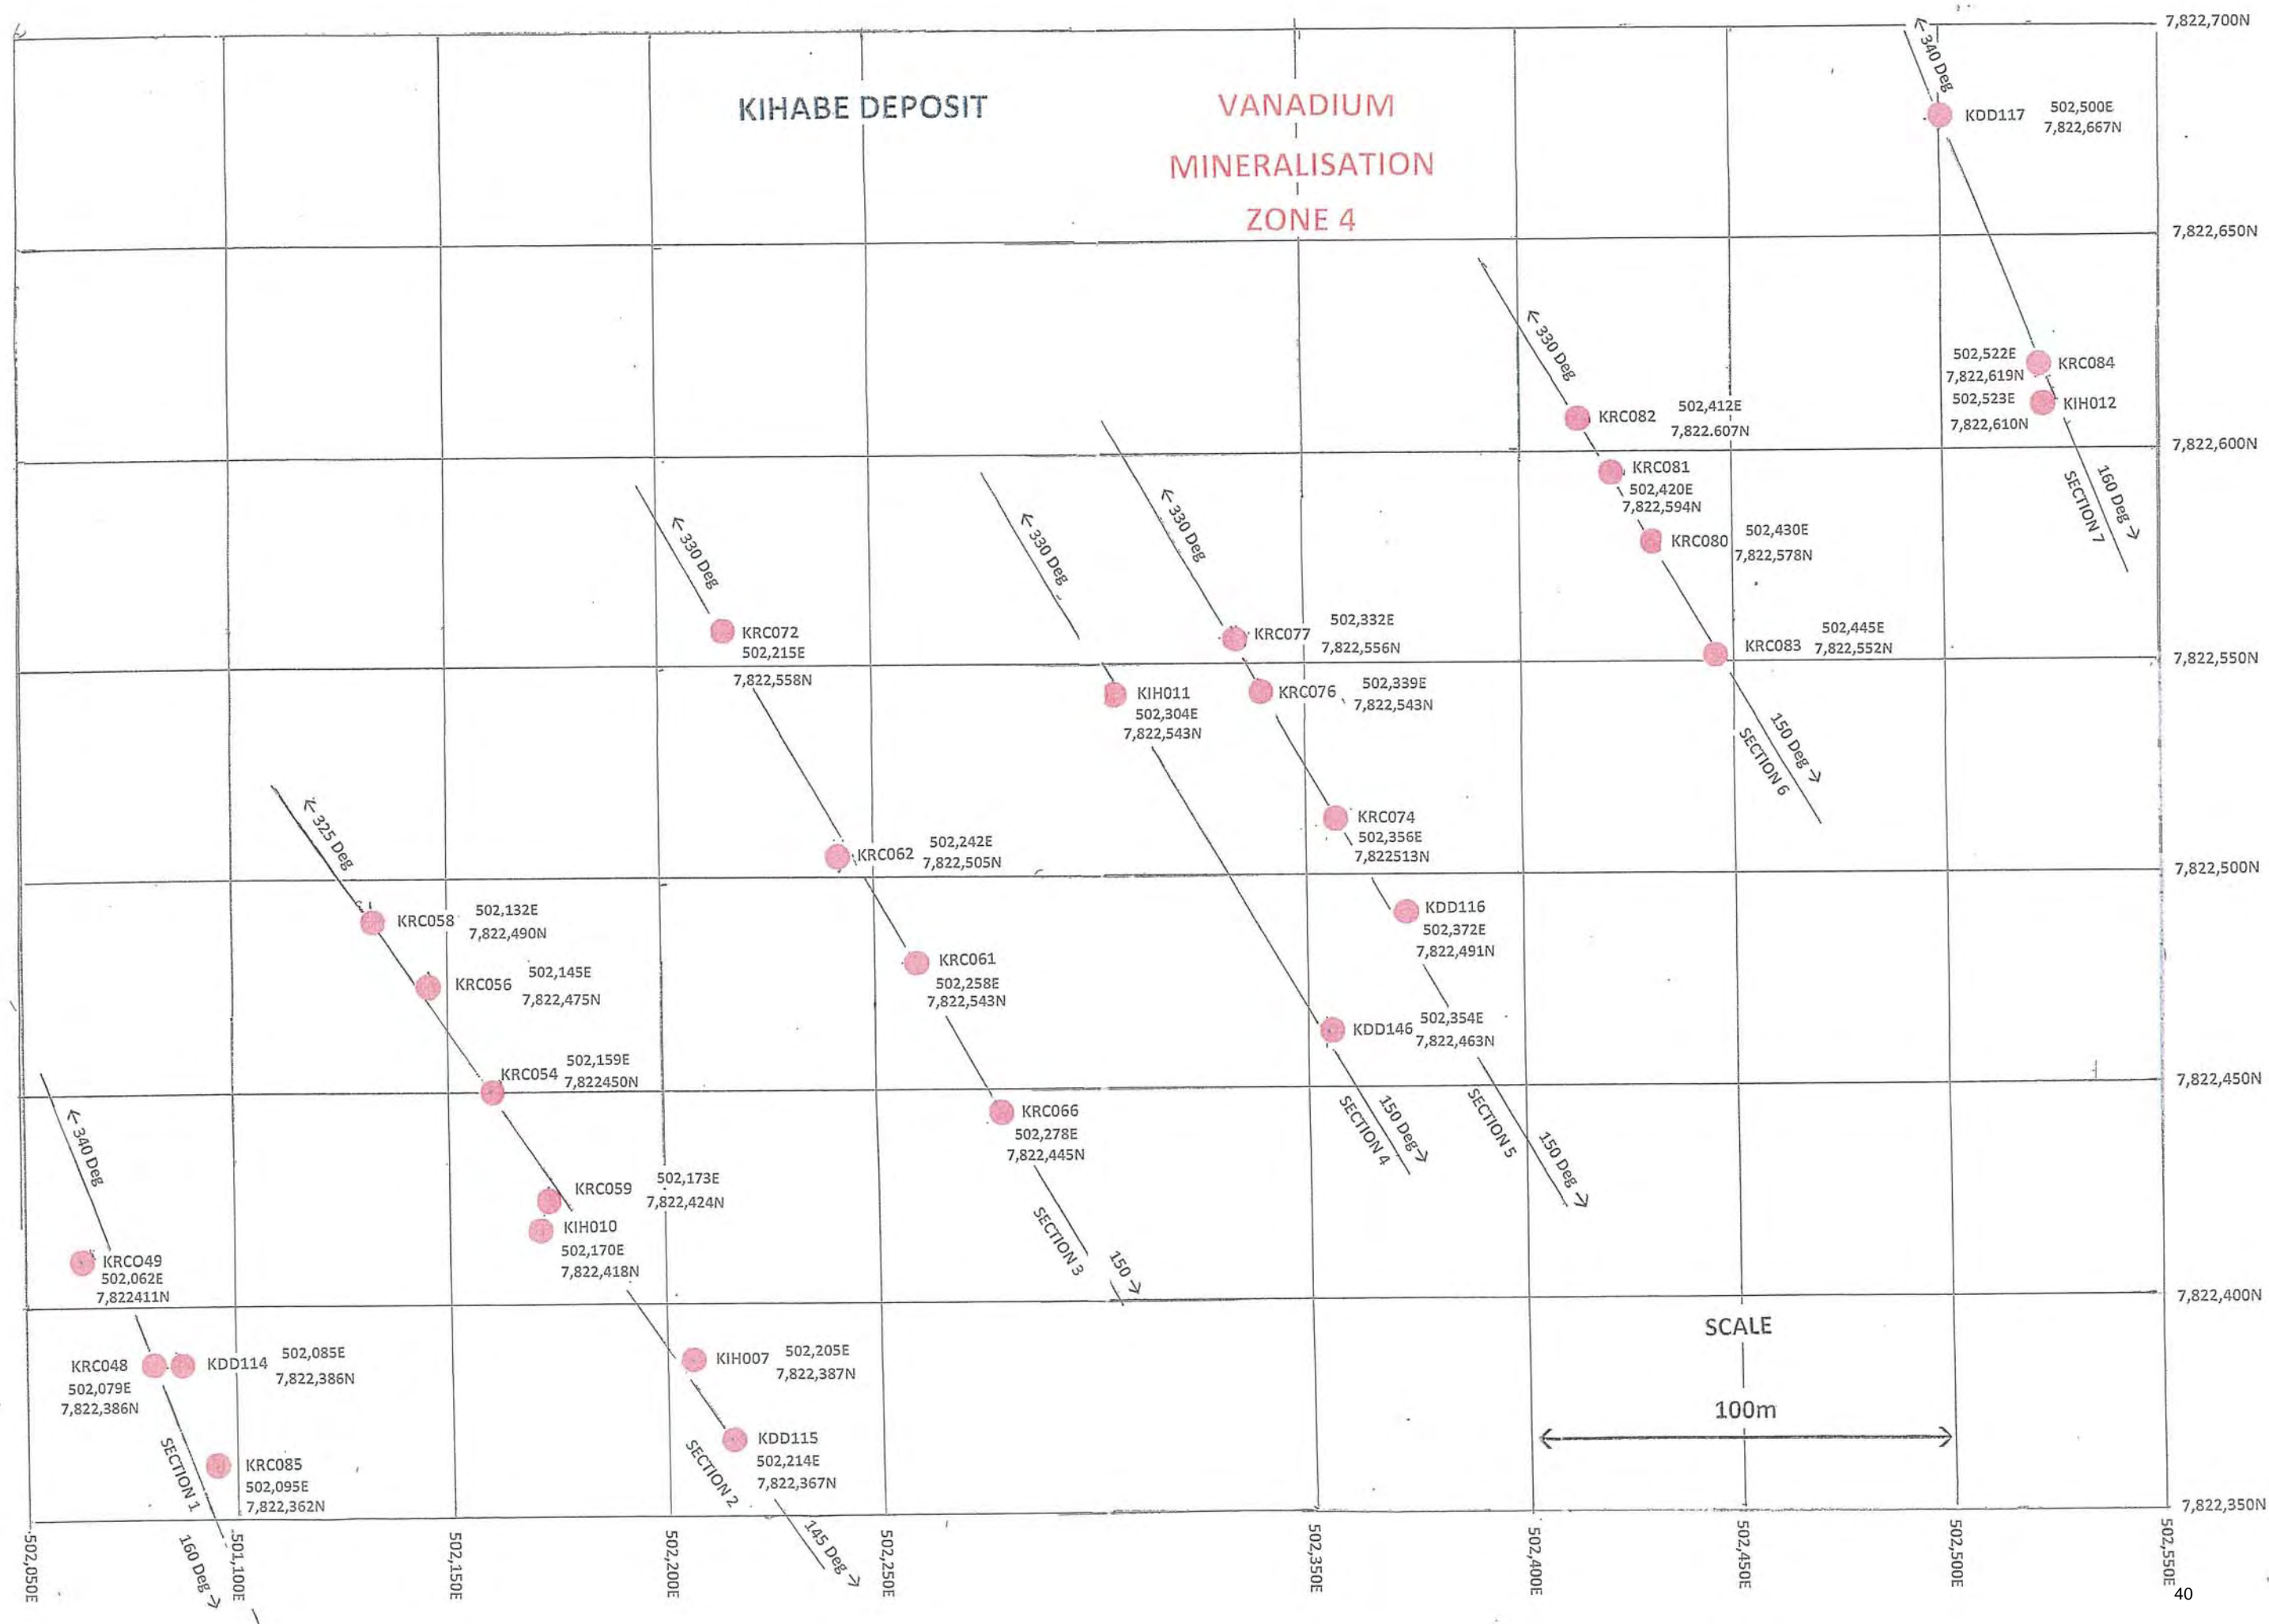 7,822,700N
340 Deg
KIHABE DEPOSIT
VANADIUM
MINERALISATION
ZONE 4
KDD117
502,500E
7,822,667N
7,822,650N
330 Deg
502,522E
7,822,619N
KRC084
502,523E
7,822,610N
KIH012
KRC082
502,412E
7,822.607N
7,822,600N
KRC081
502,420E
7,822,594N
160 Deg
SECTION 7
330 Deg
330 Deg
330 Deg
KRC080
502,430E
7,822,578N
KRC072
502,215E
7,822,558N
KRC077
502,332E
7,822,556N
KRC083
502,445E
7,822,552N
7,822,550N
KIH011
502,304E
7,822,543N
KRC076
502,339E
7,822,543N
150 Deg
SECTION 6
325 Deg
KRC074
502,356E
7,822513N
KRC062
502,242E
7,822,505N
7,822,500N
KRC058
502,132E
7,822,490N
KDD116
502,372E
7,822,491N
KRC056
502,145E
7,822,475N
KRC061
502,258E
7,822,543N
KDD146
502,354E
7,822,463N
KRC054
502,159E
7,822450N
7,822,450N
340 Deg
KRC066
502,278E
7,822,445N
150 Deg
SECTION 4
SECTION 5
150 Deg
KRC059
502,173E
7,822,424N
KIH010
502,170E
7,822,418N
SECTION 3
150
KRCO49
502,062E
7,822411N
7,822,400N
SCALE
100m
KRC048
502,079E
7,822,386N
KDD114
502,085E
7,822,386N
KIH007
502,205E
7,822,387N
KDD115
502,214E
7,822,367N
SECTION 1
KRC085
502,095E
7,822,362N
SECTION 2
7,822,350N
160 Deg
145 Deg
502,050E
501,100E
502,150E
502,200E
502,250E
502,350E
502,400E
502,450E
502,500E
502,550E
40